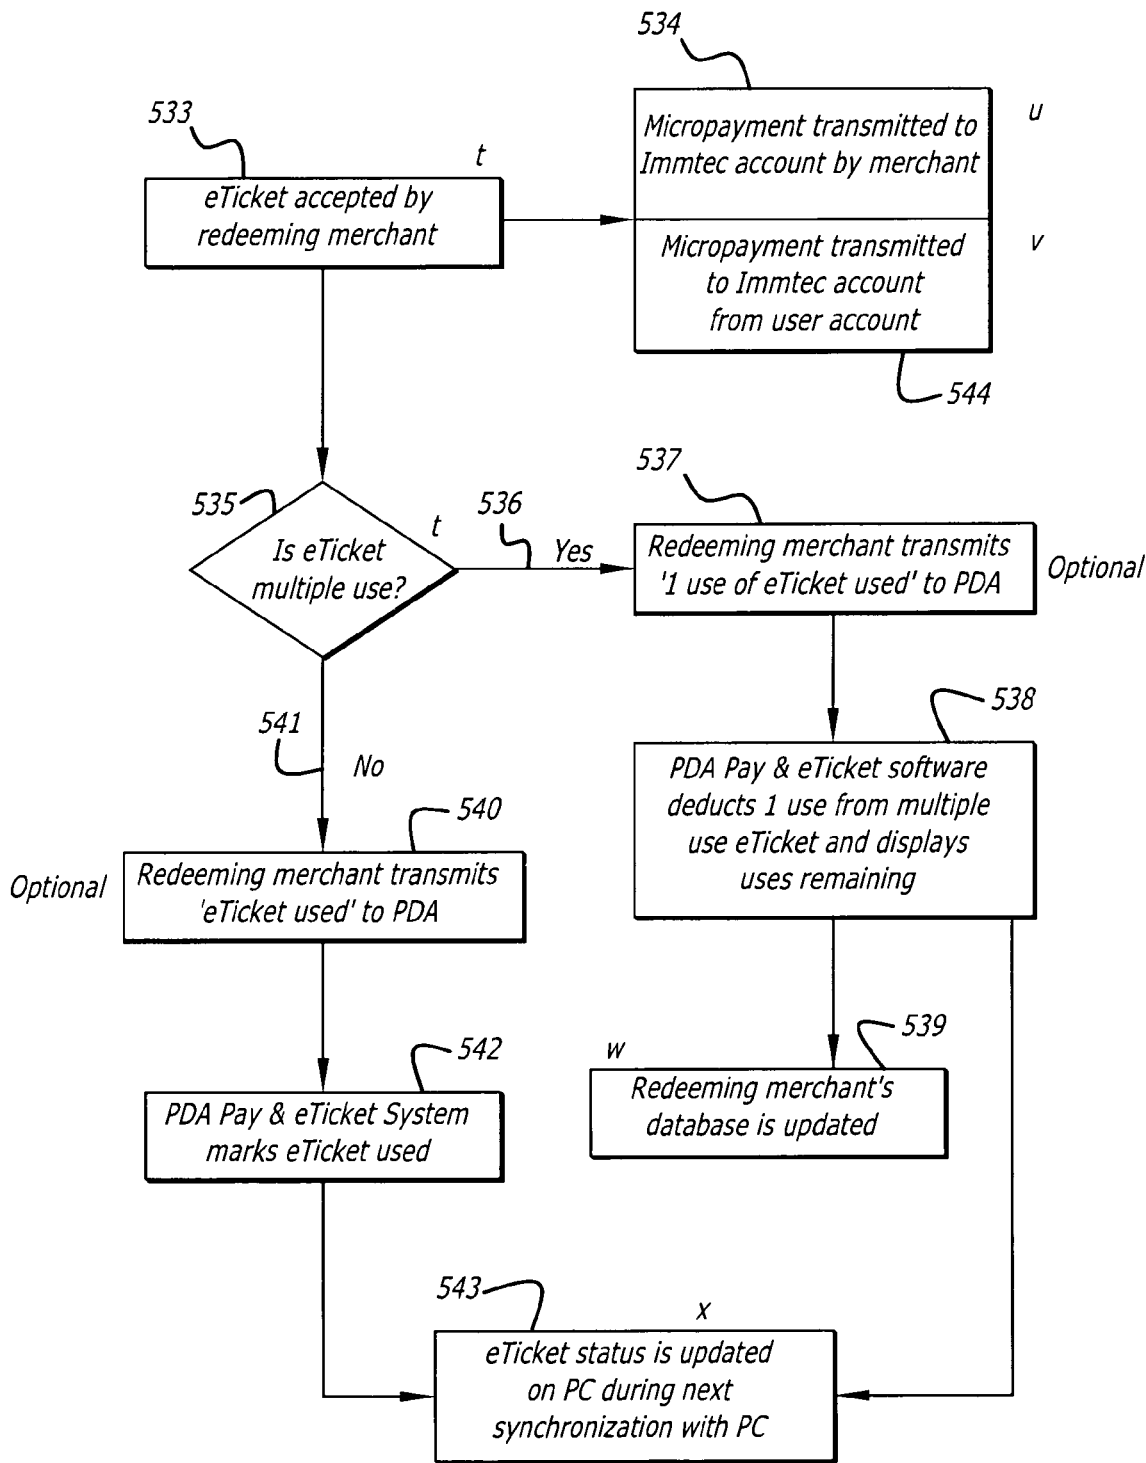 534
533
t
u
Micropayment transmitted to
Immtec account by merchant
eTicket accepted by
redeeming merchant
v
Micropayment transmitted
to Immtec account
from user account
544
537
535
t
536
Is eTicket
multiple use?
Yes
Redeeming merchant transmits
'1 use of eTicket used' to PDA
Optional
541
No
538
PDA Pay & eTicket software
deducts 1 use from multiple
use eTicket and displays
uses remaining
540
Optional
Redeeming merchant transmits
'eTicket used' to PDA
542
PDA Pay & eTicket System
marks eTicket used
w
539
Redeeming merchant's
database is updated
543
x
eTicket status is updated
on PC during next
synchronization with PC